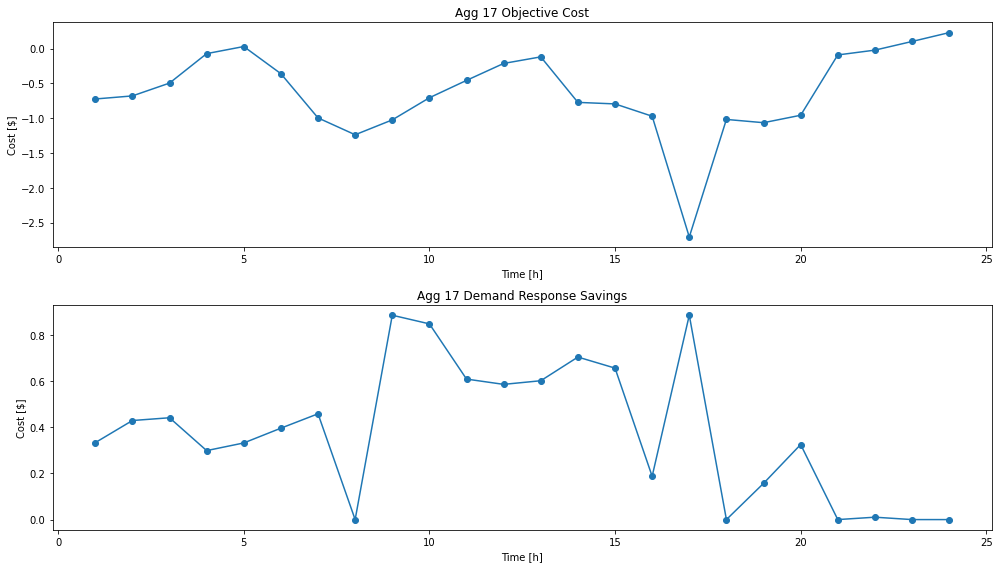 Agg 17 Objective Cost
Cost [$]
0.0
−0.5
−1.0
−1.5
−2.0
−2.5
0 5 10 15 20 25
Time [h]
Agg 17 Demand Response Savings
Cost [$]
0.8
0.6
0.4
0.2
0.0
0 5 10 15 20 25
Time [h]